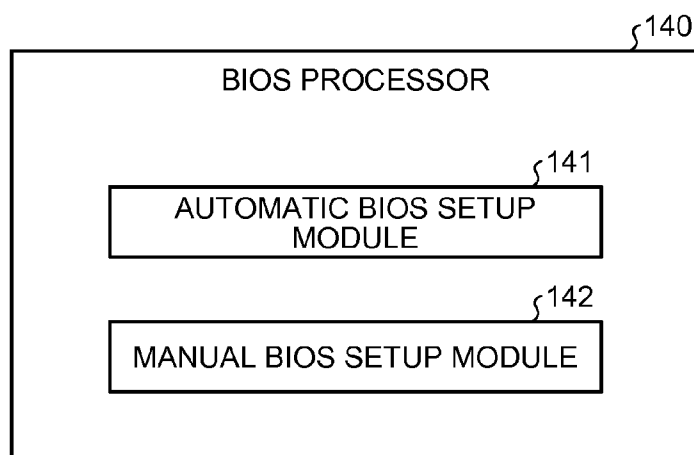 140
BIOS PROCESSOR
141
AUTOMATIC BIOS SETUP
MODULE
142
MANUAL BIOS SETUP MODULE